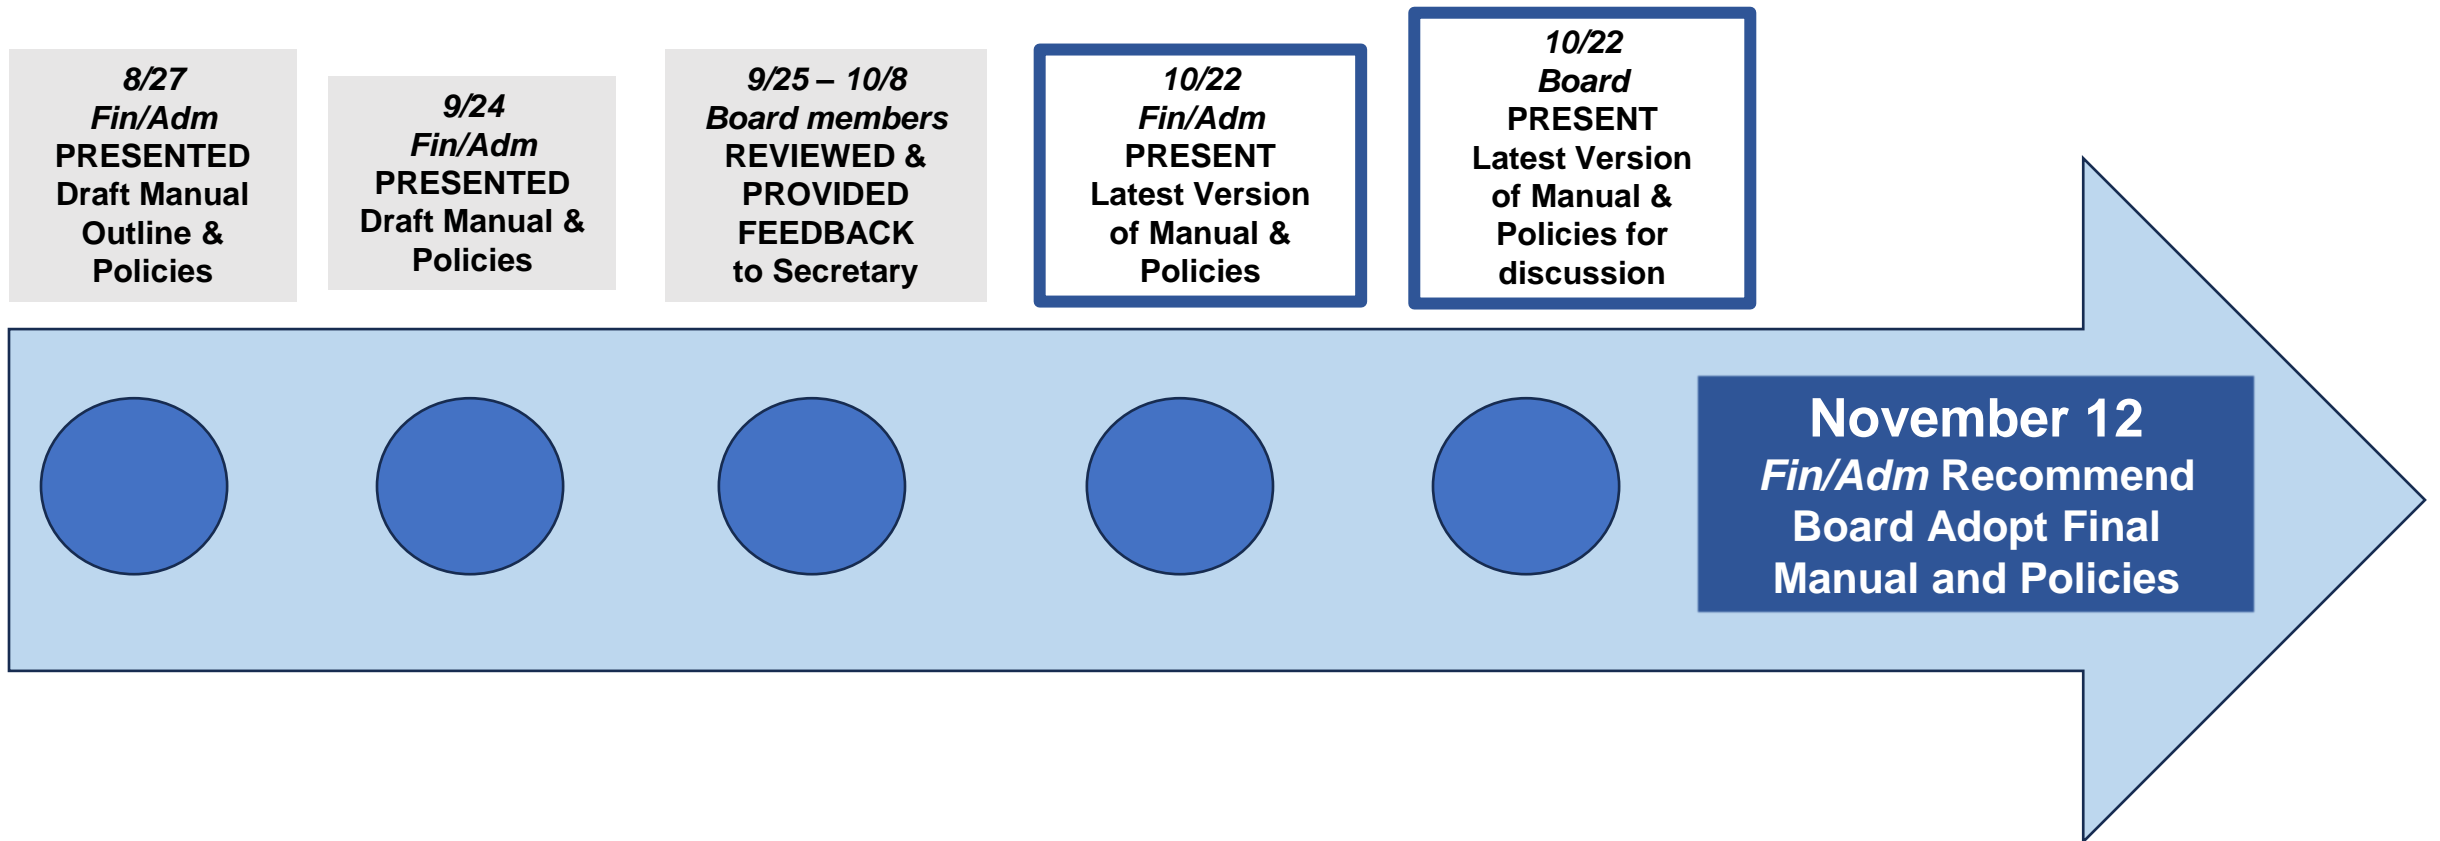 8/27
Fin/Adm
PRESENTED
Draft Manual
Outline &
Policies
9/24
Fin/Adm
PRESENTED
Draft Manual &
Policies
9/25 – 10/8
Board members
REVIEWED &
PROVIDED
FEEDBACK
to Secretary
10/22
Fin/Adm
PRESENT
Latest Version
of Manual &
Policies
10/22
Board
PRESENT
Latest Version
of Manual &
Policies for
discussion
November 12
Fin/Adm Recommend
Board Adopt Final
Manual and Policies